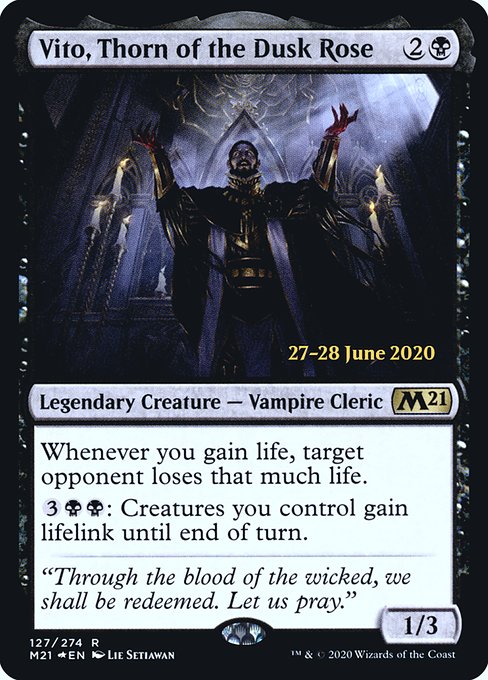 Vito, Thorn of the Dusk Rose 2
27–28 June 2020
Legendary Creature — Vampire Cleric M21
Whenever you gain life, target
opponent loses that much life.
3: Creatures you control gain
lifelink until end of turn.
“Through the blood of the wicked, we
shall be redeemed. Let us pray.”
1/3
127/274 R
M21 ★ EN Lie Setiawan ™ & © 2020 Wizards of the Coast